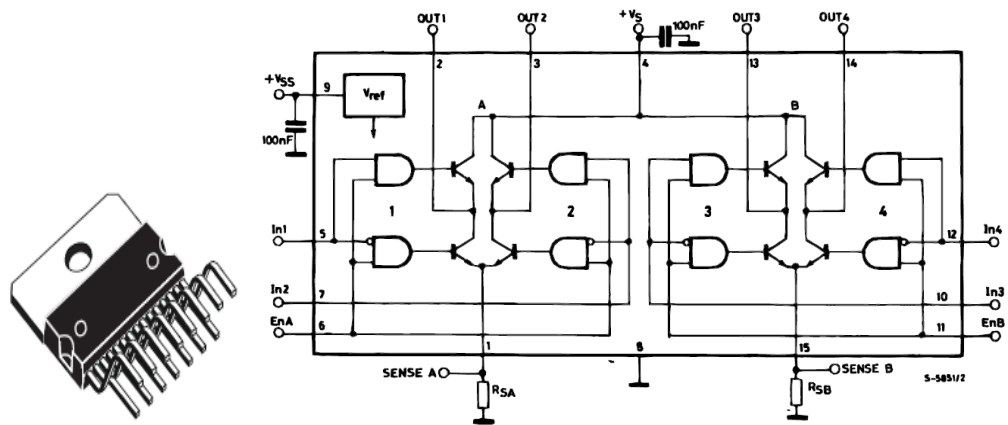 OUT1 OUT2 +VS 100nF OUT3 OUT4
2 3 4 13 14
+VSS 9 Vref A B
100nF
1 2 3 4
In1 5 12 In4
In2 7 10 In3
EnA 6 11 EnB
1 8 15
SENSE A SENSE B S-5851/2
RSA RSB